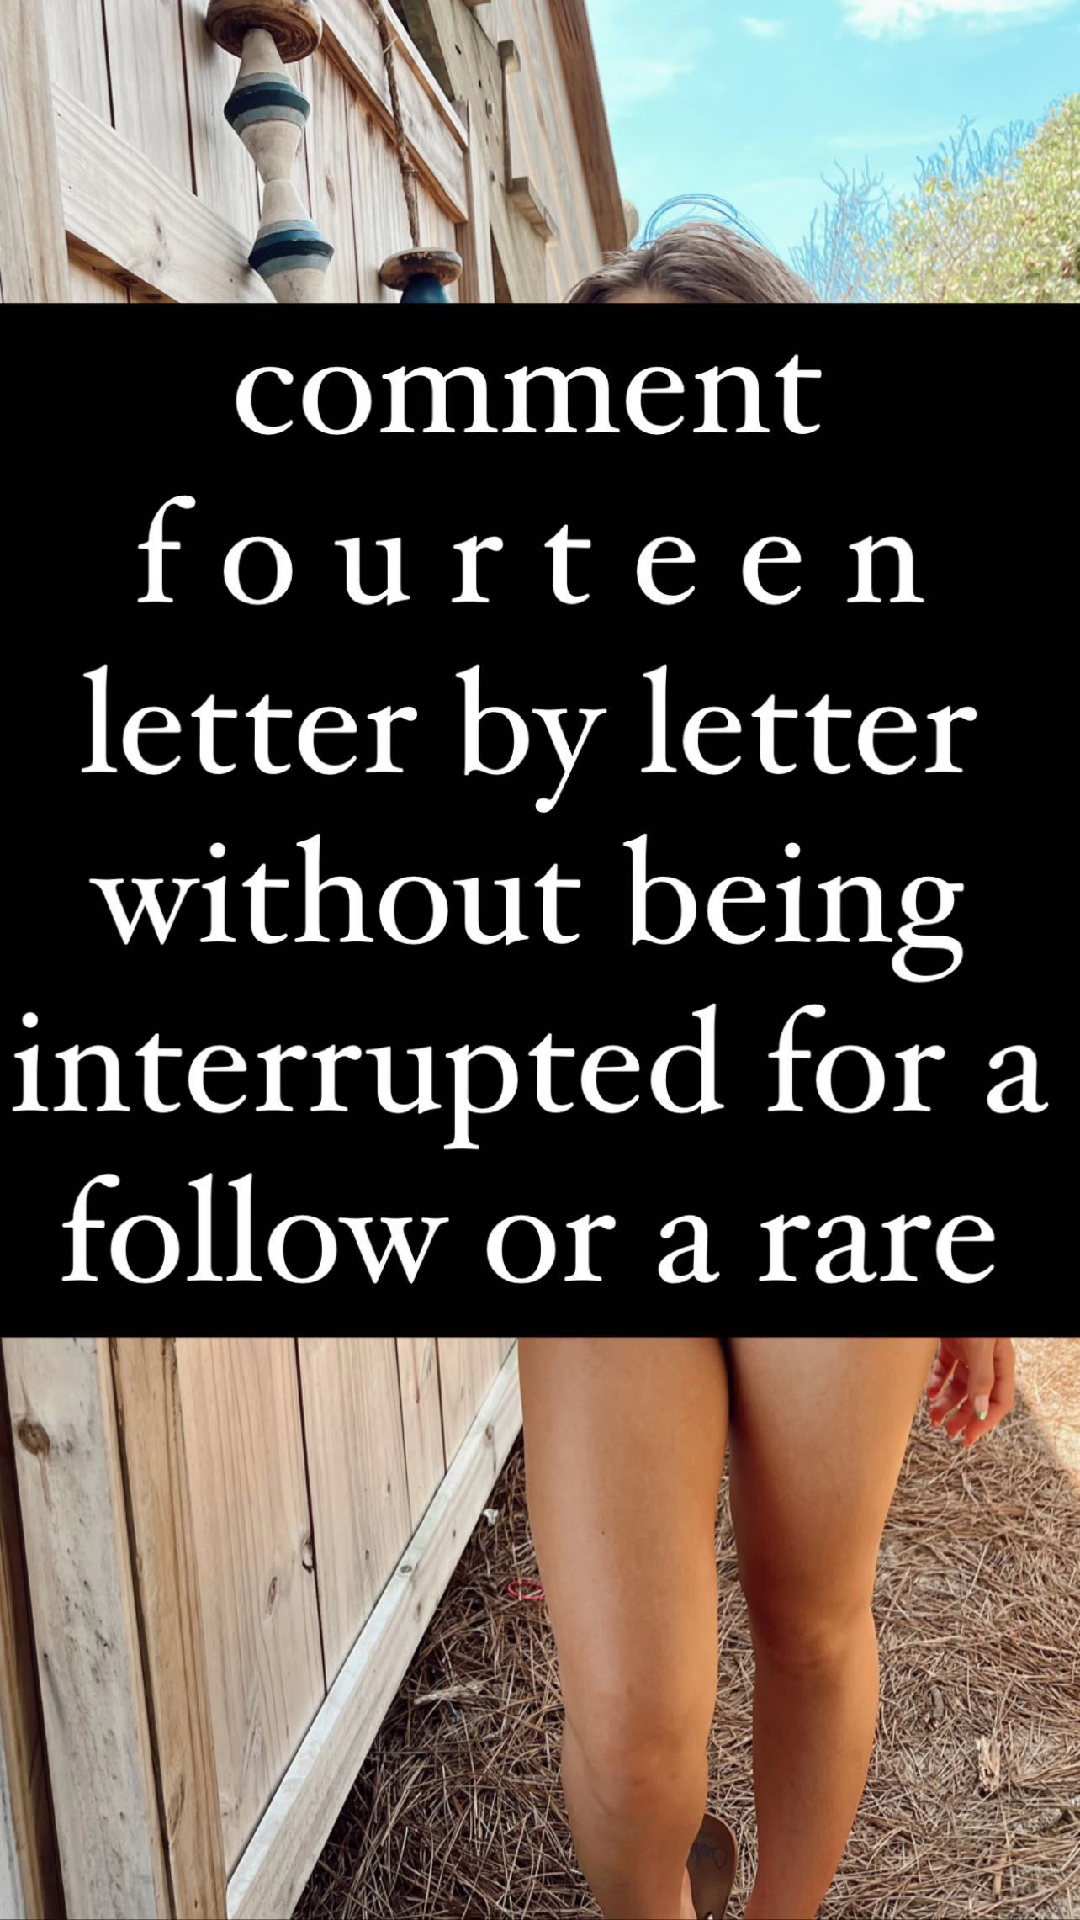 comment
f o u r t e e n
letter by letter
without being
interrupted for a
follow or a rare